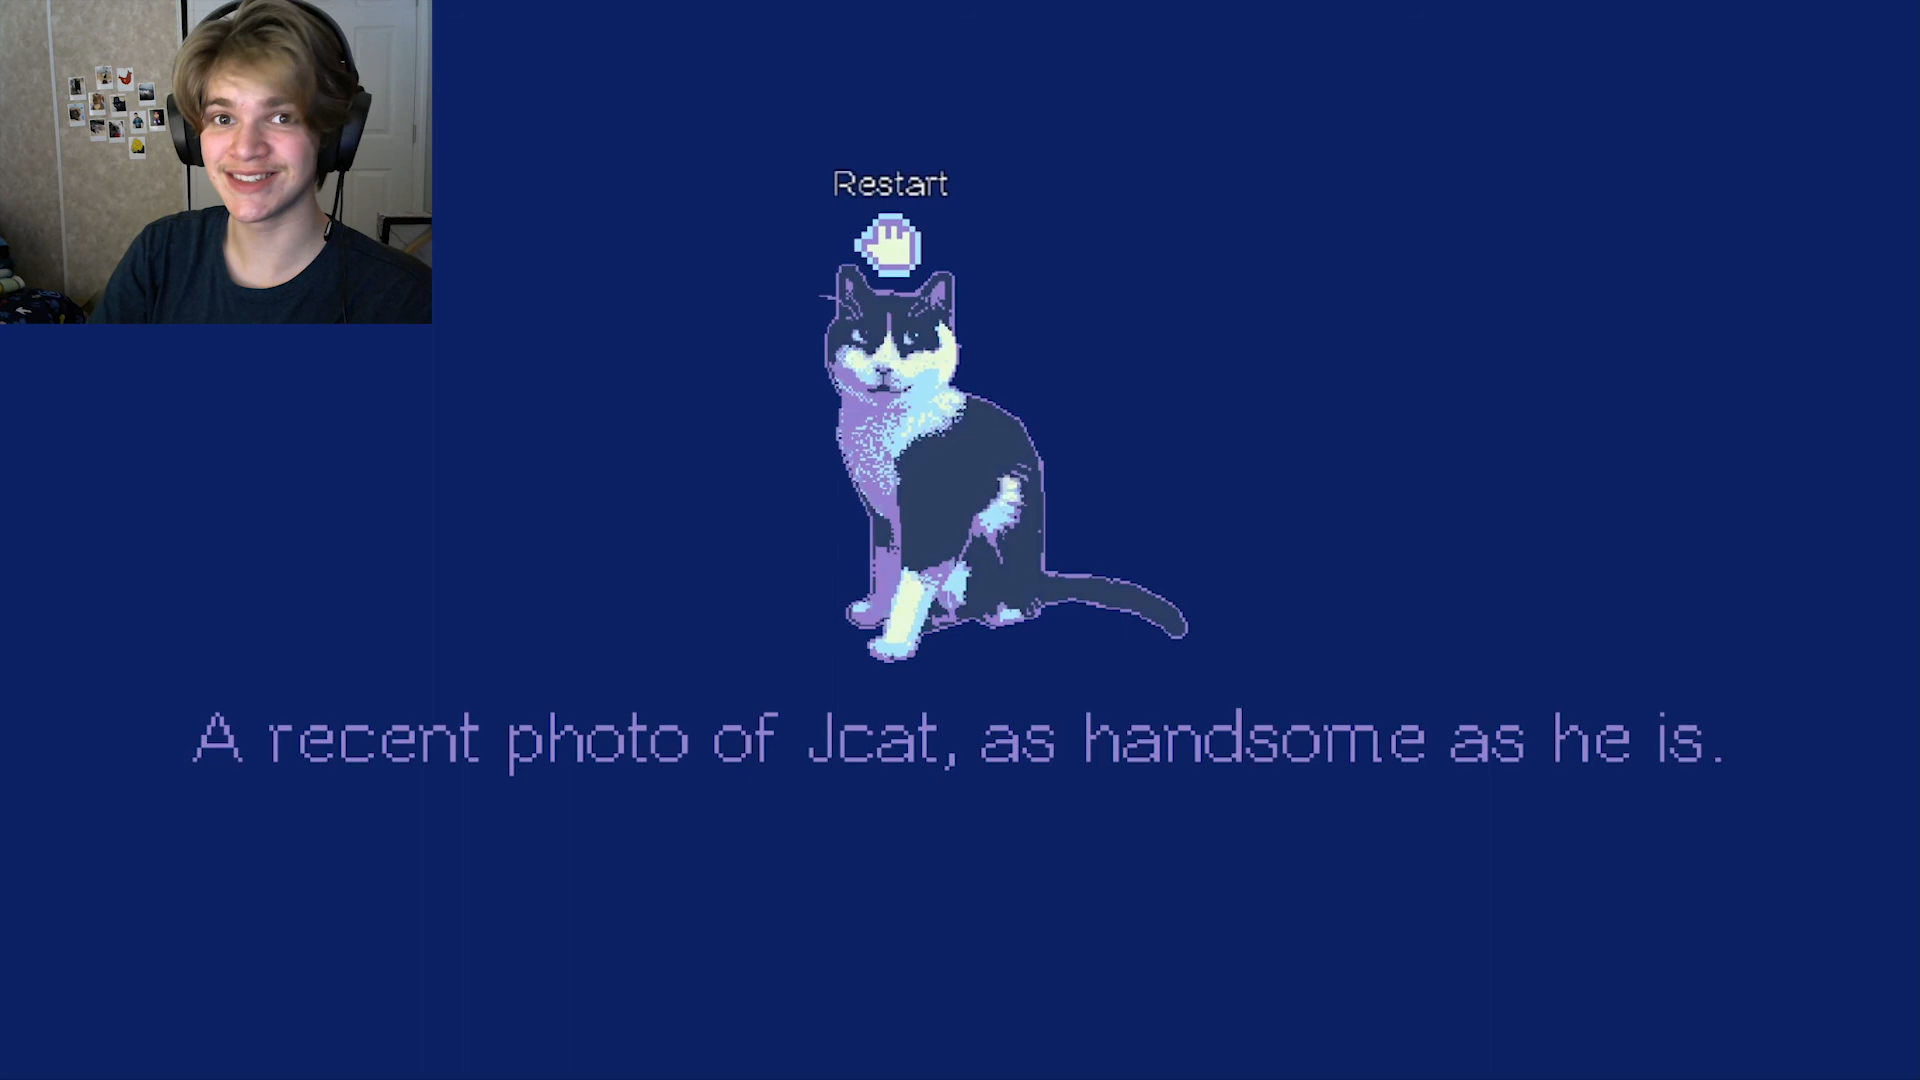 Restart
A recent photo of Jcat, as handsome as he is.